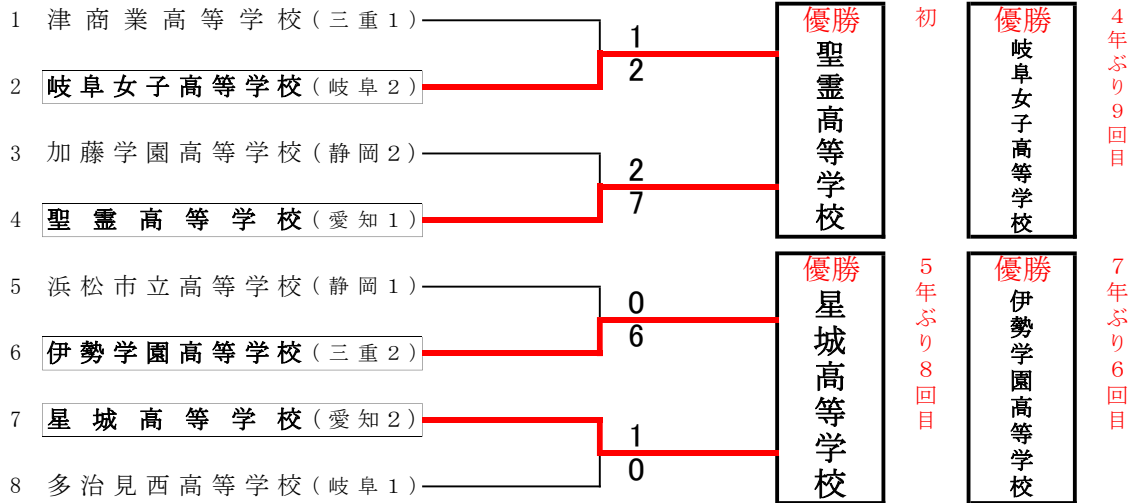 1 津商業高等学校(三重1)
2 岐阜女子高等学校(岐阜2)
1
2
3 加藤学園高等学校(静岡2)
4 聖霊高等学校(愛知1)
2
7
5 浜松市立高等学校(静岡1)
6 伊勢学園高等学校(三重2)
0
6
7 星城高等学校(愛知2)
8 多治見西高等学校(岐阜1)
1
0
優勝
聖霊高等学校
初
優勝
岐阜女子高等学校
4年ぶり9回目
優勝
星城高等学校
5年ぶり8回目
優勝
伊勢学園高等学校
7年ぶり6回目